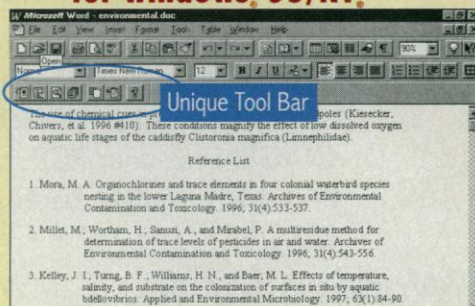 for Windows® 95/NT®
Microsoft Word - environmental.doc
File Edit View Insert Format Tools Table Window Help
90%
Open
Normal Times New Roman 12 B I U
Unique Tool Bar
The use of chemical cues in tadpoles (Kiesecker,
Chivers, et al. 1996 #410). These conditions magnify the effect of low dissolved oxygen
on aquatic life stages of the caddisfly Clistoronia magnifica (Limnephilidae).
Reference List
1. Mora, M. A. Organochlorines and trace elements in four colonial waterbird species
nesting in the lower Laguna Madre, Texas. Archives of Environmental
Contamination and Toxicology. 1996; 31(4):533-537.
2. Millet, M.; Wortham, H.; Sanusi, A., and Mirabel, P. A multiresidue method for
determination of trace levels of pesticides in air and water. Archives of
Environmental Contamination and Toxicology. 1996; 31(4):543-556.
3. Kelley, J. I.; Turng, B. F.; Williams, H. N., and Baer, M. L. Effects of temperature,
salinity, and substrate on the colonization of surfaces in situ by aquatic
bdellovibrios. Applied and Environmental Microbiology. 1997; 63(1):84-90.